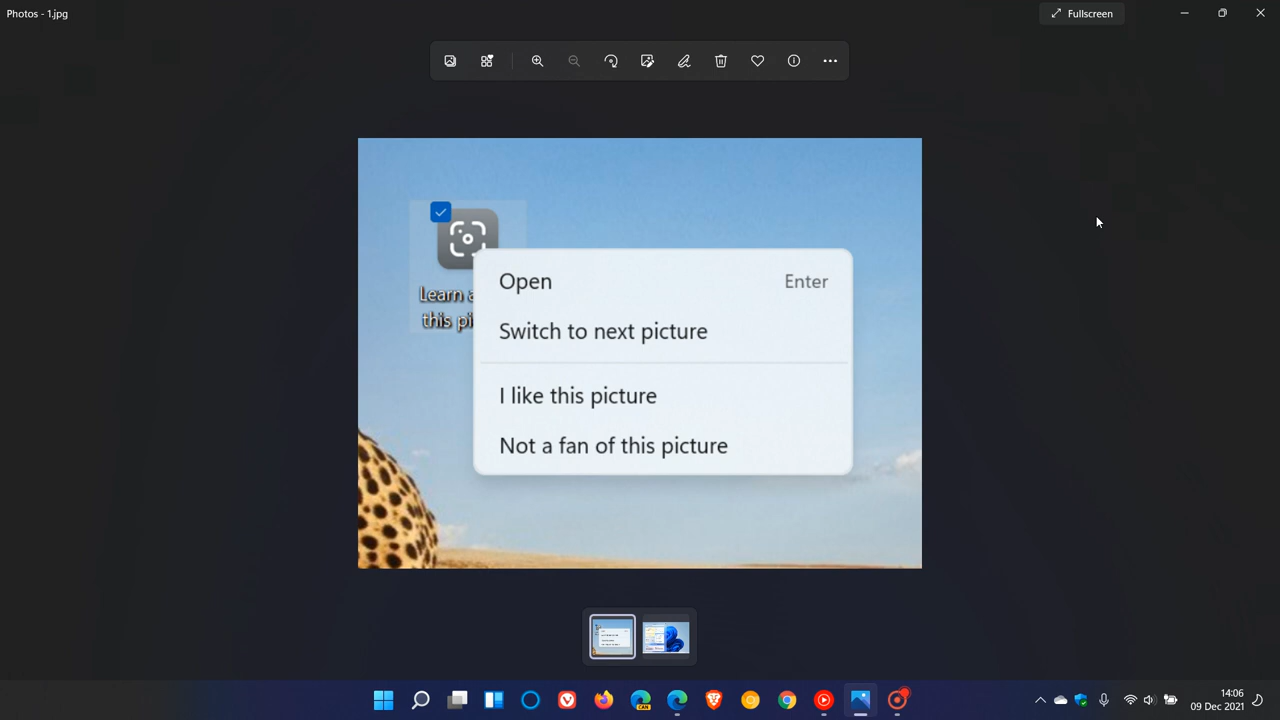 Photos - 1.jpg
Fullscreen
Learn
this
Open Enter
Switch to next picture
I like this picture
Not a fan of this picture
CAN
14:06
09 Dec 2021